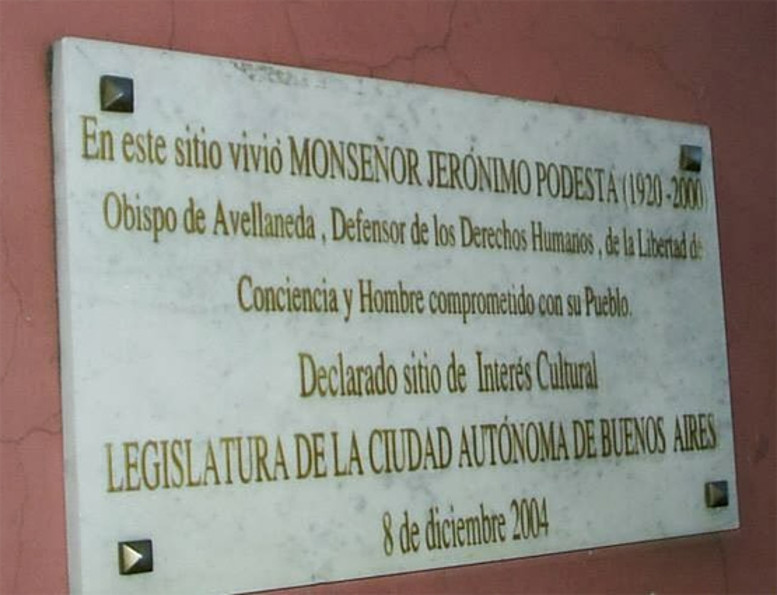 En este sitio vivió MONSEÑOR JERÓNIMO PODESTÁ (1920-2000)
Obispo de Avellaneda, Defensor de los Derechos Humanos, de la Libertad de
Conciencia y Hombre comprometido con su Pueblo.
Declarado sitio de Interés Cultural
LEGISLATURA DE LA CIUDAD AUTÓNOMA DE BUENOS AIRES
8 de diciembre 2004